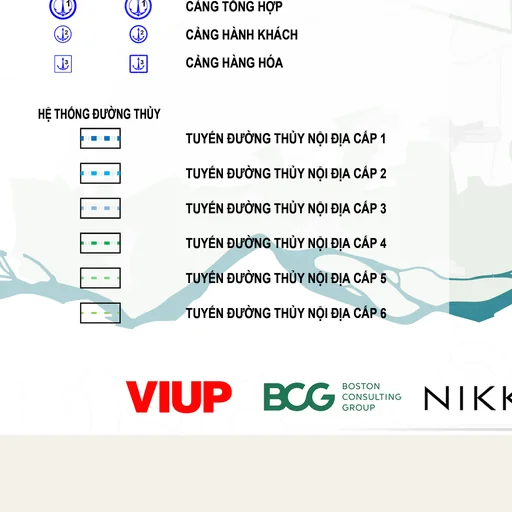 CẢNG TỔNG HỢP
CẢNG HÀNH KHÁCH
CẢNG HÀNG HÓA
HỆ THỐNG ĐƯỜNG THỦY
TUYẾN ĐƯỜNG THỦY NỘI ĐỊA CẤP 1
TUYẾN ĐƯỜNG THỦY NỘI ĐỊA CẤP 2
TUYẾN ĐƯỜNG THỦY NỘI ĐỊA CẤP 3
TUYẾN ĐƯỜNG THỦY NỘI ĐỊA CẤP 4
TUYẾN ĐƯỜNG THỦY NỘI ĐỊA CẤP 5
TUYẾN ĐƯỜNG THỦY NỘI ĐỊA CẤP 6
VIUP BCG BOSTON
CONSULTING
GROUP
NIKK